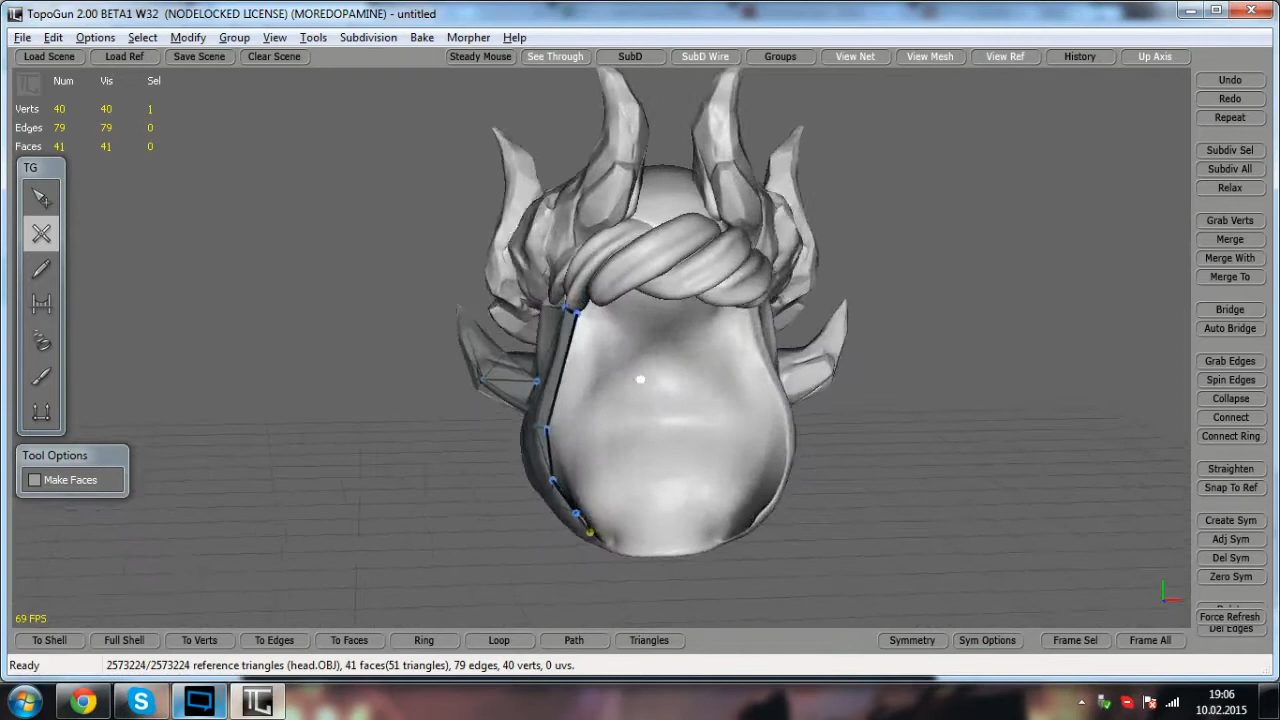 TopoGun 2.00 BETA1 W32 (NODELOCKED LICENSE) (MOREDOPAMINE) - untitled
File Edit Options Select Modify Group View Tools Subdivision Bake Morpher Help
Load Scene Load Ref Save Scene Clear Scene Steady Mouse See Through SubD SubD Wire Groups View Net View Mesh View Ref History Up Axis
Num Vis Sel
Verts 40 40 1
Edges 79 79 0
Faces 41 41 0
TG
Tool Options
Make Faces
Undo
Redo
Repeat
Subdiv Sel
Subdiv All
Relax
Grab Verts
Merge
Merge With
Merge To
Bridge
Auto Bridge
Grab Edges
Spin Edges
Collapse
Connect
Connect Ring
Straighten
Snap To Ref
Create Sym
Adj Sym
Del Sym
Zero Sym
Force Refresh
Del Edges
69 FPS
To Shell Full Shell To Verts To Edges To Faces Ring Loop Path Triangles Symmetry Sym Options Frame Sel Frame All
Ready 2573224/2573224 reference triangles (head.OBJ), 41 faces(51 triangles), 79 edges, 40 verts, 0 uvs.
19:06
10.02.2015